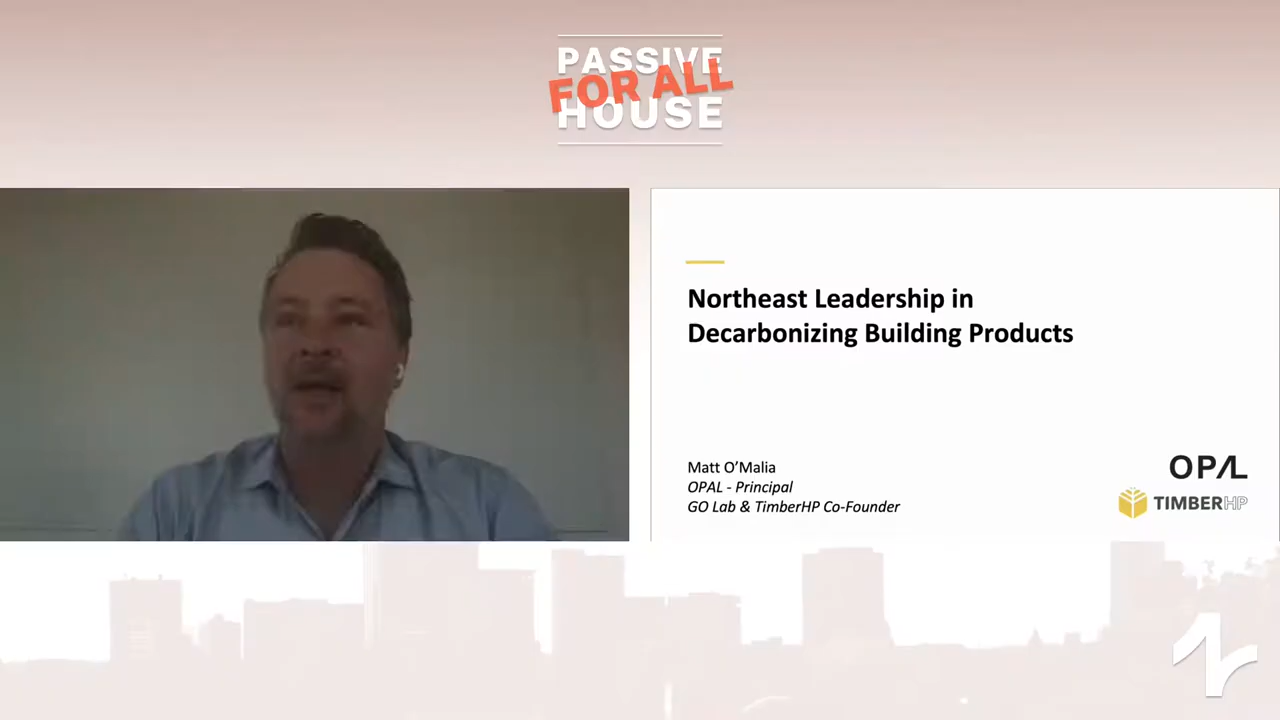 PASSIVE
FOR ALL
HOUSE
Northeast Leadership in
Decarbonizing Building Products
Matt O’Malia
OPAL - Principal
GO Lab & TimberHP Co-Founder
OPAL
TIMBERHP